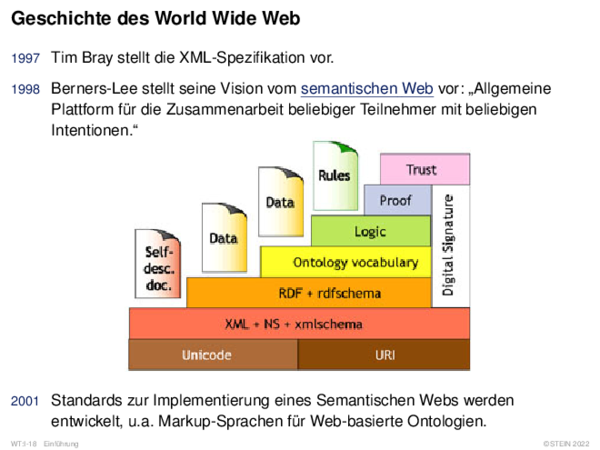 Geschichte des World Wide Web
1997 Tim Bray stellt die XML-Spezifikation vor.
1998 Berners-Lee stellt seine Vision vom semantischen Web vor: „Allgemeine
Plattform für die Zusammenarbeit beliebiger Teilnehmer mit beliebigen
Intentionen.“
Rules
Trust
Data
Proof
Data
Logic
Self-
desc.
doc.
Ontology vocabulary
Digital Signature
RDF + rdfschema
XML + NS + xmlschema
Unicode
URI
2001 Standards zur Implementierung eines Semantischen Webs werden
entwickelt, u.a. Markup-Sprachen für Web-basierte Ontologien.
WT:I-18 Einführung
©STEIN 2022